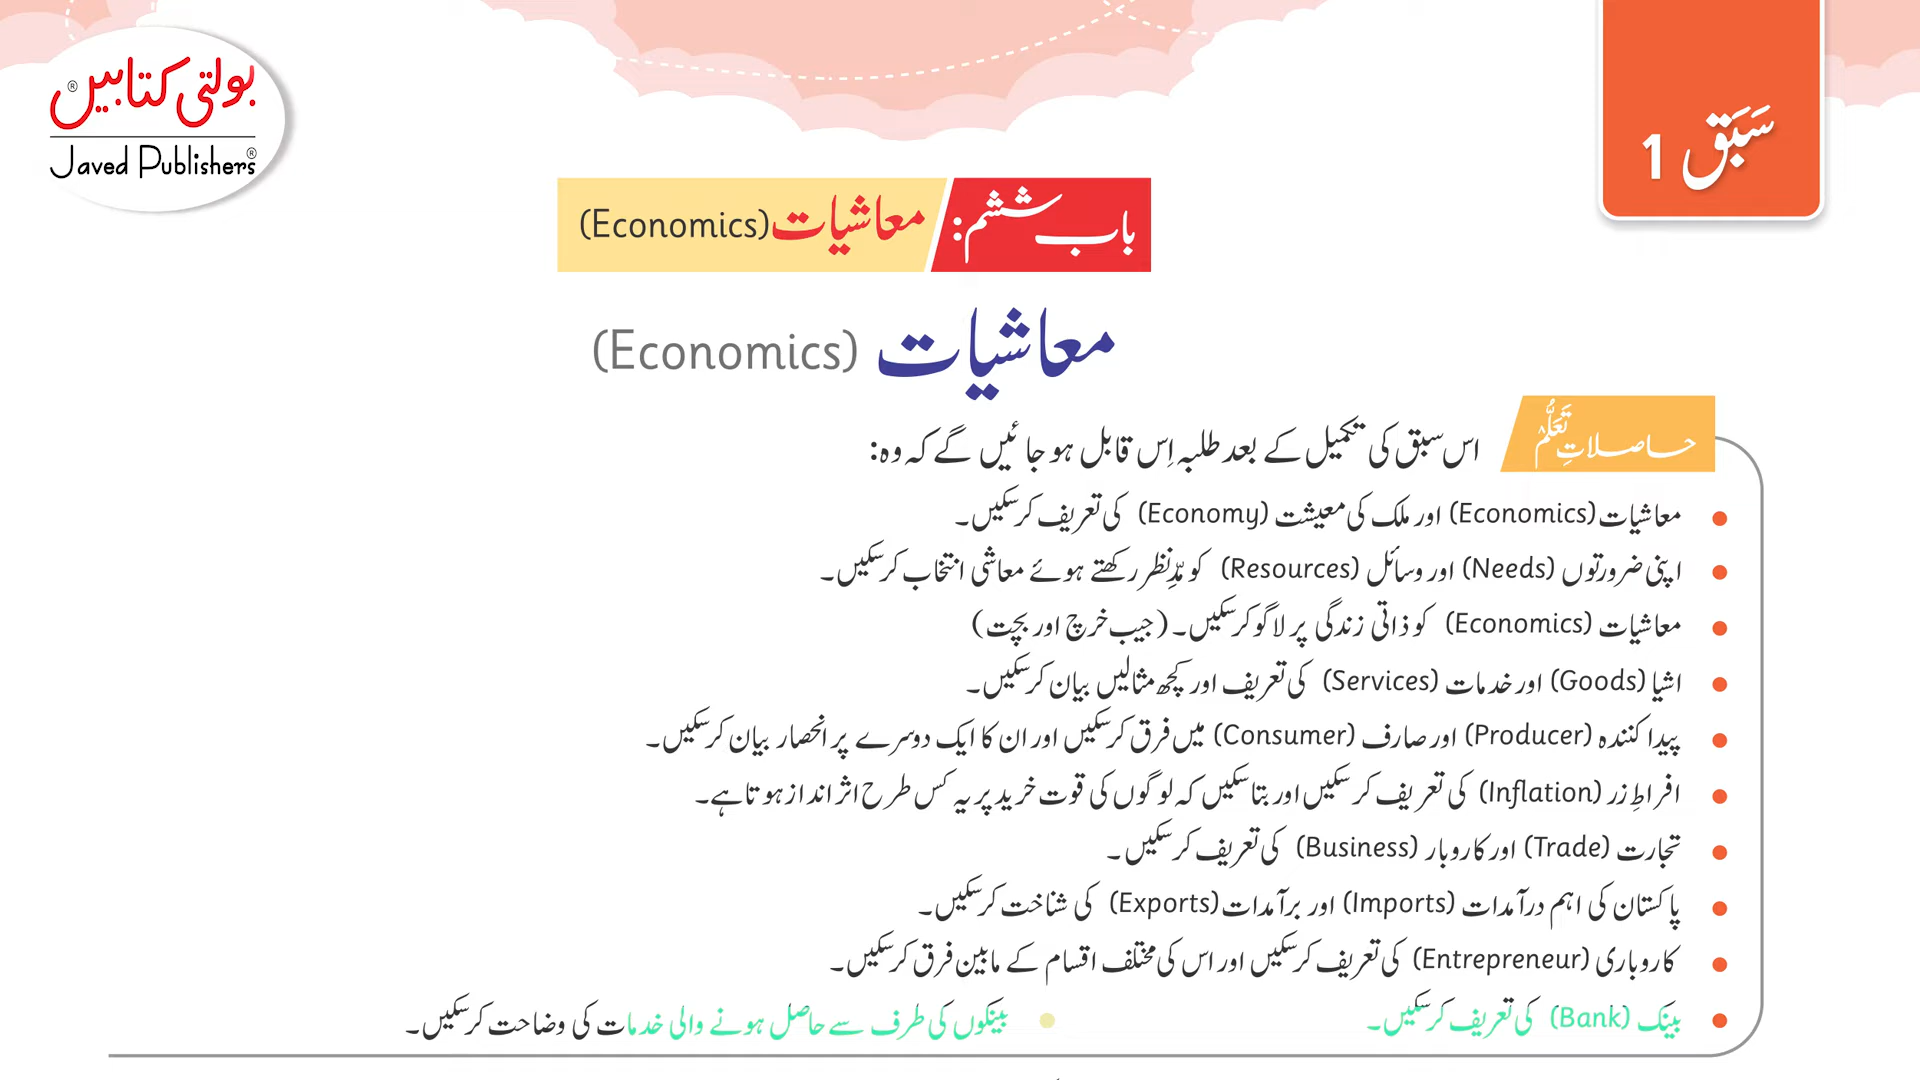 بولتی کتابیں®
Javed Publishers®
سَبَق 1
باب ششم: معاشیات (Economics)
معاشیات (Economics)
حاصلاتِ تَعَلُّم
اس سبق کی تکمیل کے بعد طلبہ اِس قابل ہو جائیں گے کہ وہ:
• معاشیات (Economics) اور ملک کی معیشت (Economy) کی تعریف کر سکیں۔
• اپنی ضرورتوں (Needs) اور وسائل (Resources) کو مدِّنظر رکھتے ہوئے معاشی انتخاب کر سکیں۔
• معاشیات (Economics) کو ذاتی زندگی پر لاگو کر سکیں۔ (جیب خرچ اور بچت)
• اشیا (Goods) اور خدمات (Services) کی تعریف اور کچھ مثالیں بیان کر سکیں۔
• پیدا کنندہ (Producer) اور صارف (Consumer) میں فرق کر سکیں اور ان کا ایک دوسرے پر انحصار بیان کر سکیں۔
• افراطِ زر (Inflation) کی تعریف کر سکیں اور بتا سکیں کہ لوگوں کی قوت خرید پر یہ کس طرح اثر انداز ہوتا ہے۔
• تجارت (Trade) اور کاروبار (Business) کی تعریف کر سکیں۔
• پاکستان کی اہم درآمدات (Imports) اور برآمدات (Exports) کی شناخت کر سکیں۔
• کاروباری (Entrepreneur) کی تعریف کر سکیں اور اس کی مختلف اقسام کے مابین فرق کر سکیں۔
• بینک (Bank) کی تعریف کر سکیں۔ • بینکوں کی طرف سے حاصل ہونے والی خدمات کی وضاحت کر سکیں۔